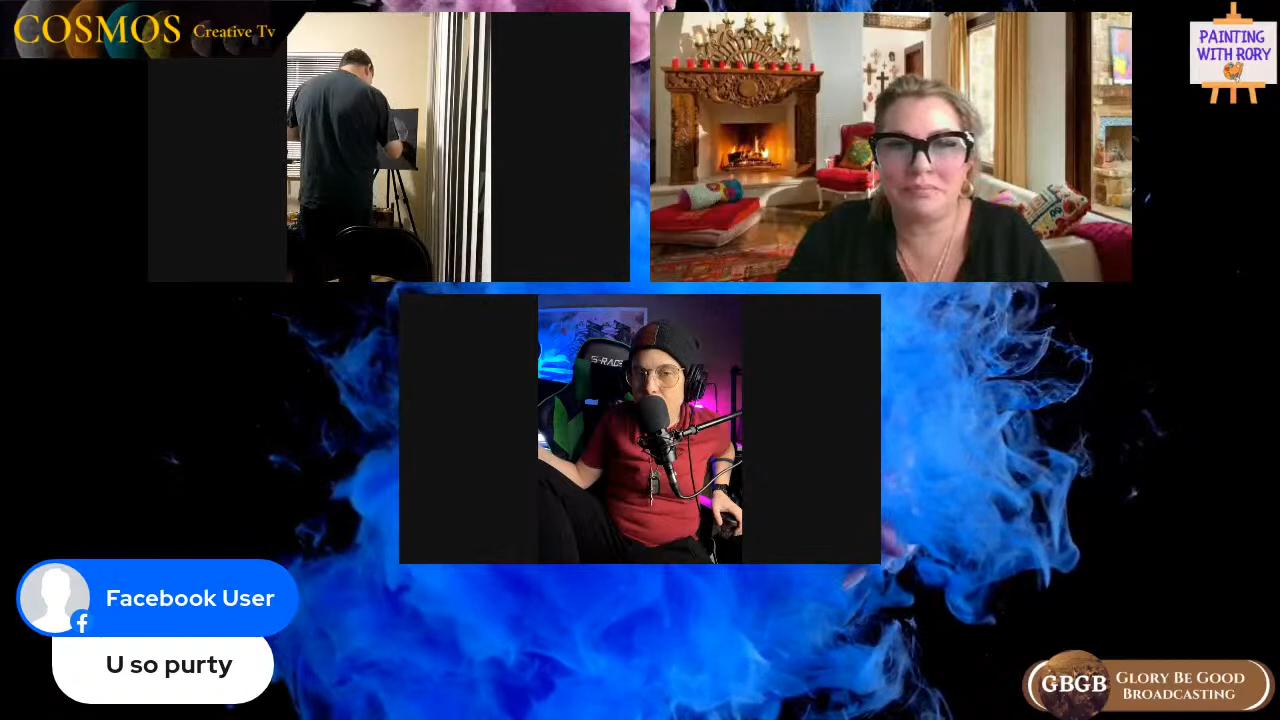 COSMOS Creative Tv
PAINTING
WITH RORY
Facebook User
U so purty
GBGB
GLORY BE GOOD
BROADCASTING